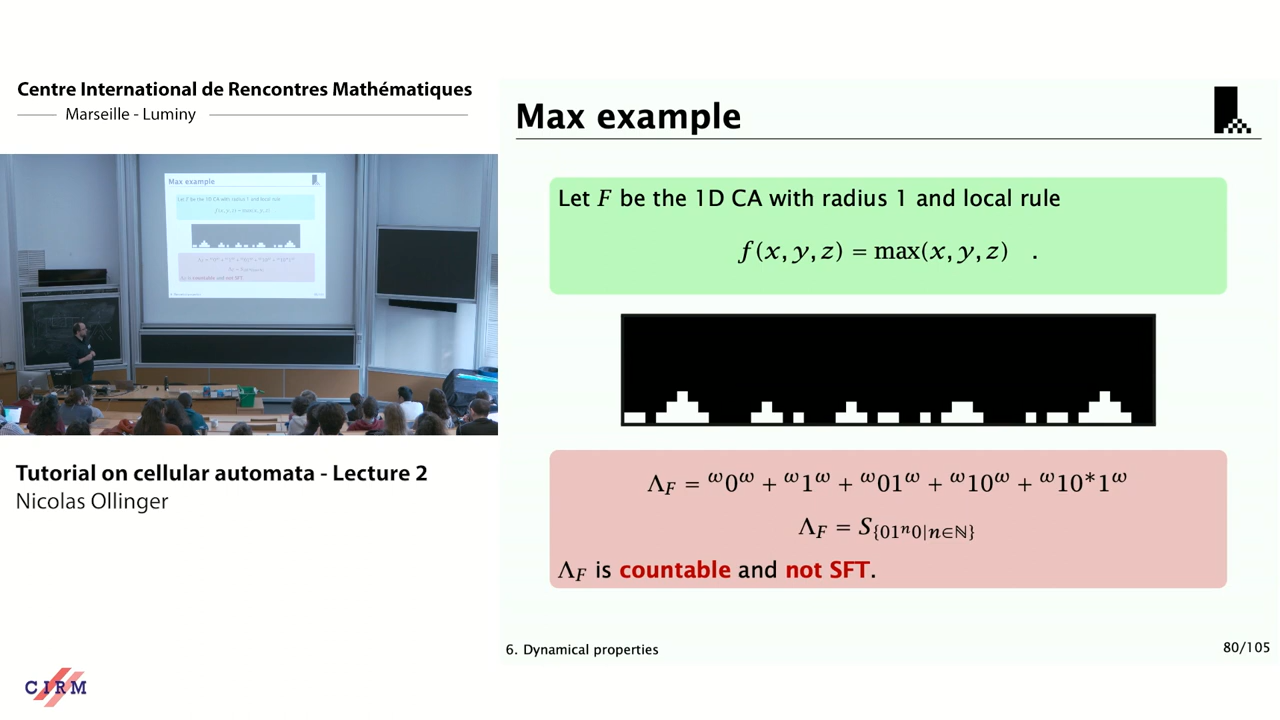 Centre International de Rencontres Mathématiques
Marseille - Luminy
Max example
Let F be the 1D CA with radius 1 and local rule
f(x, y, z) = max(x, y, z) .
Λ_F = ^ω0^ω + ^ω1^ω + ^ω01^ω + ^ω10^ω + ^ω10*1^ω
Λ_F = S_{01^n0|n∈ℕ}
Λ_F is countable and not SFT.
6. Dynamical properties
80/105
Tutorial on cellular automata - Lecture 2
Nicolas Ollinger
CIRM